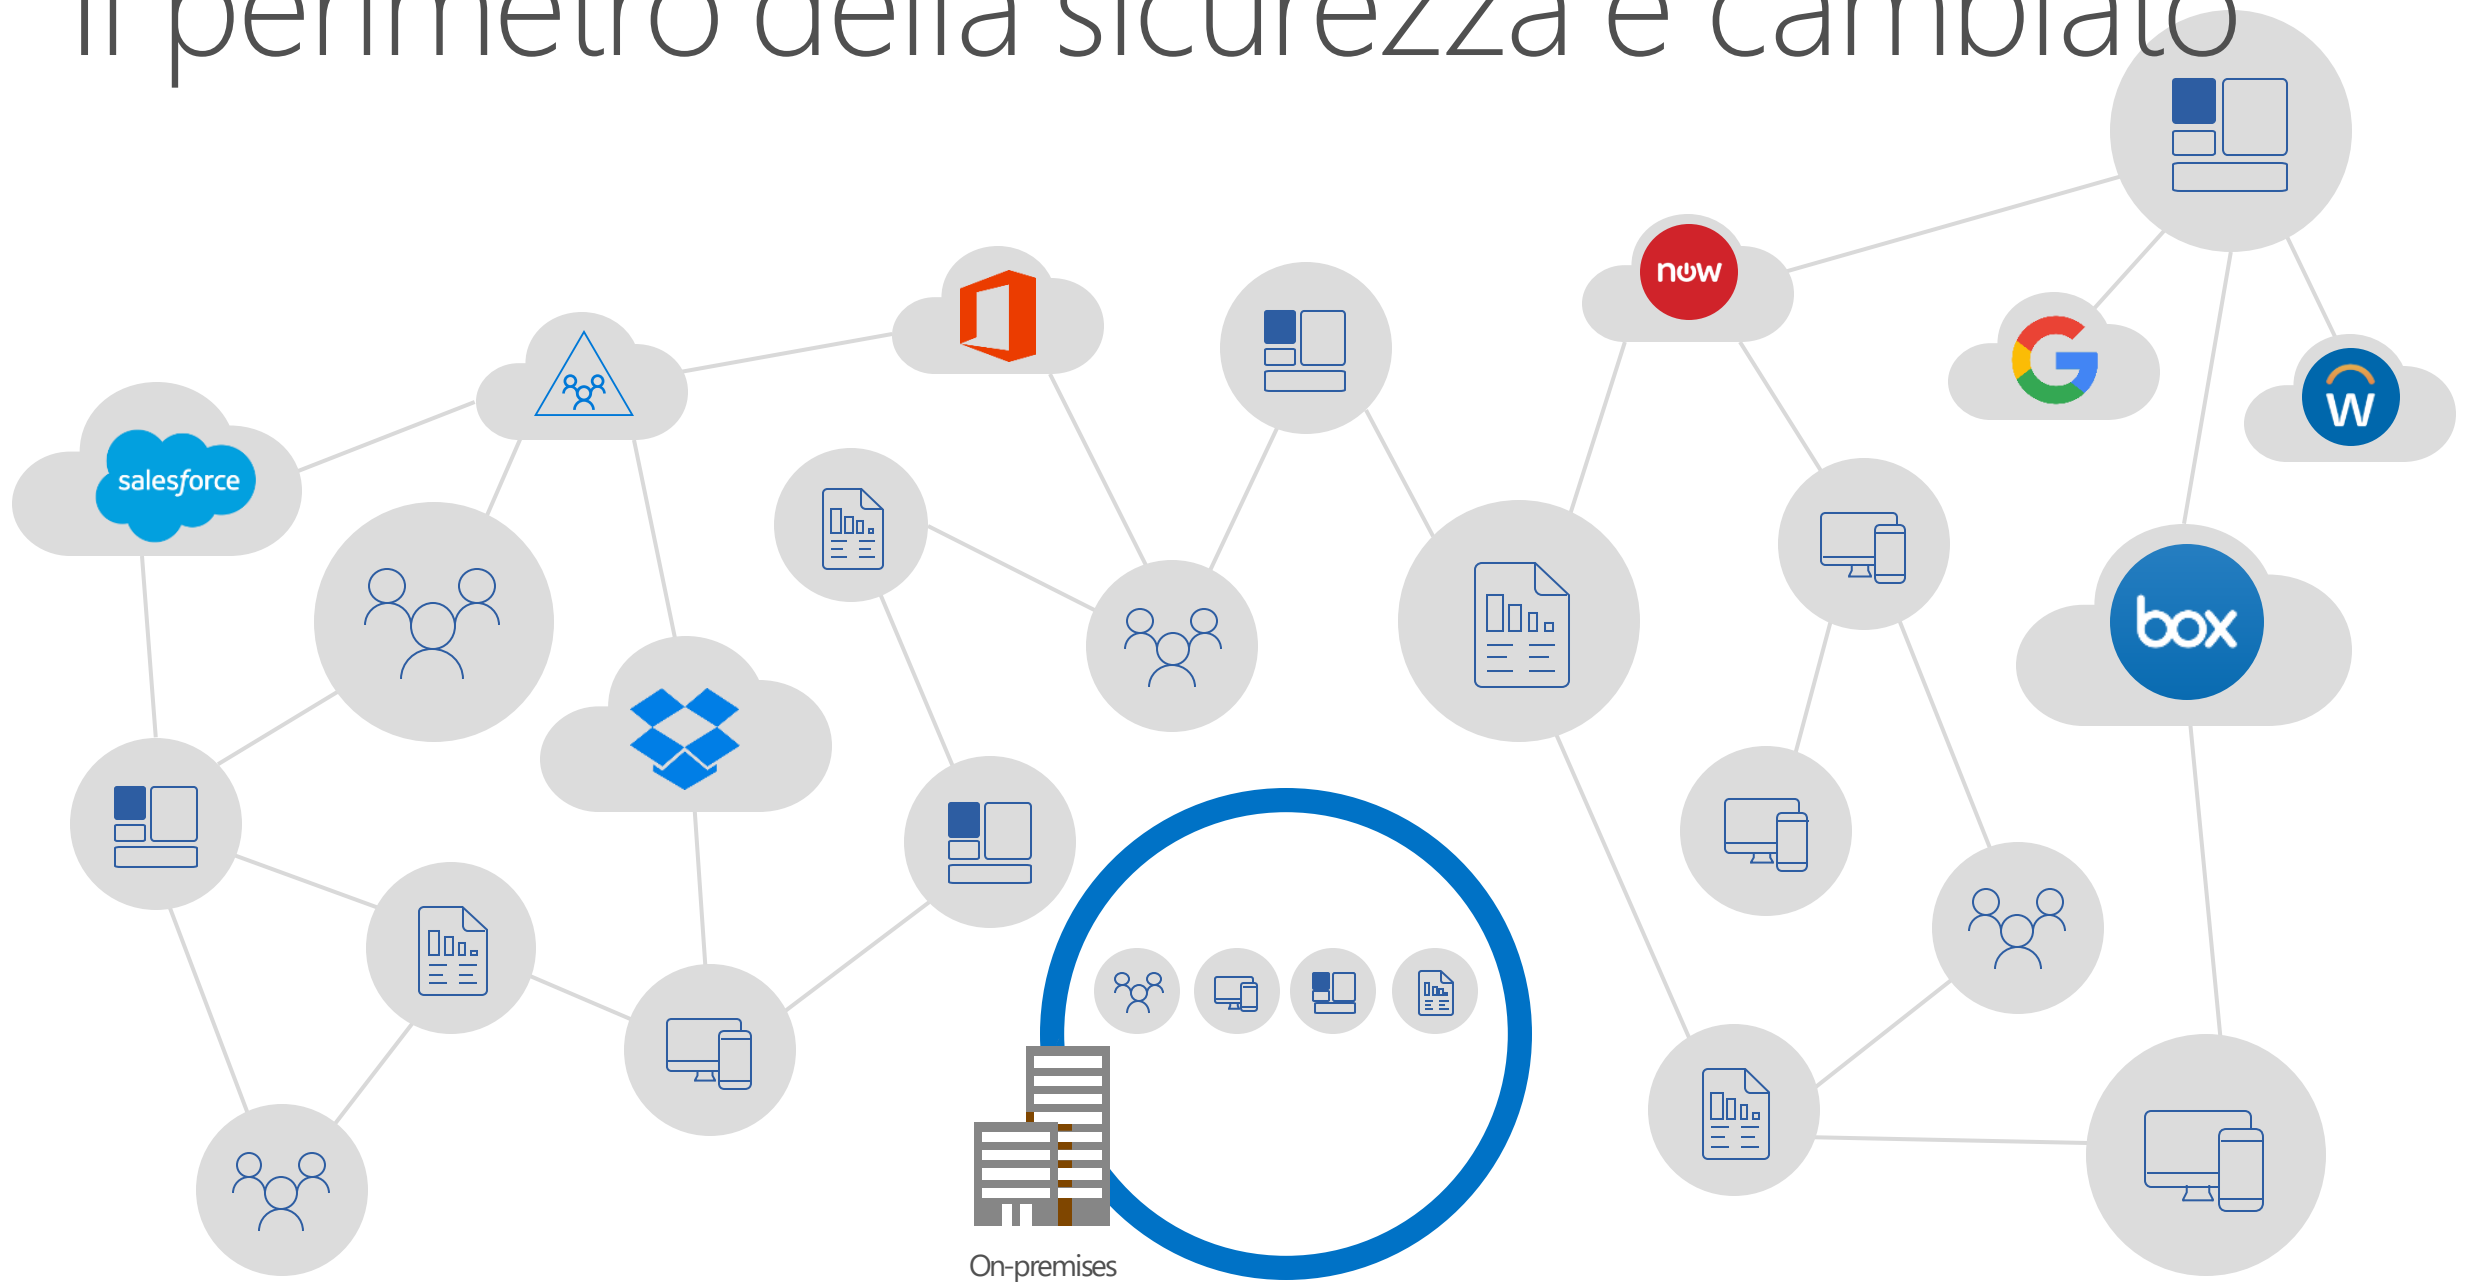 Il perimetro della sicurezza è cambiato
now
salesforce
W
box
On-premises